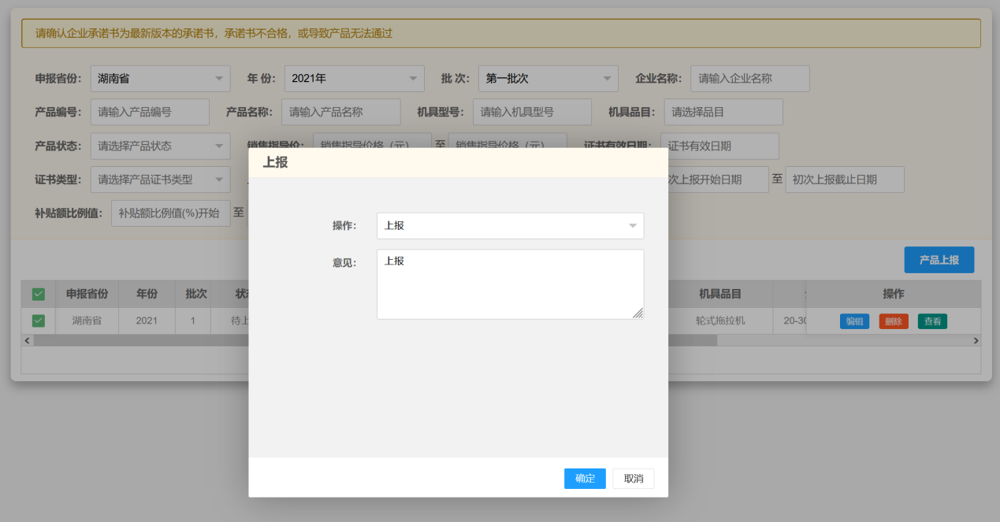 请确认企业承诺书为最新版本的承诺书，承诺书不合格，或导致产品无法通过
申报省份： 湖南省 年 份： 2021年 批 次： 第一批次 企业名称： 请输入企业名称
产品编号： 请输入产品编号 产品名称： 请输入产品名称 机具型号： 请输入机具型号 机具品目： 请选择品目
产品状态： 请选择产品状态 销售指导价： 销售指导价格（元） 至 销售指导价格（元） 证书有效日期： 证书有效日期
证书类型： 请选择产品证书类型 次上报开始日期 至 初次上报截止日期
补贴额比例值： 补贴额比例值(%)开始 至
上报
操作： 上报
意见： 上报
确定 取消
产品上报
申报省份 年份 批次 状 机具品目 操作
湖南省 2021 1 待上 轮式拖拉机 20-30 编辑 删除 查看